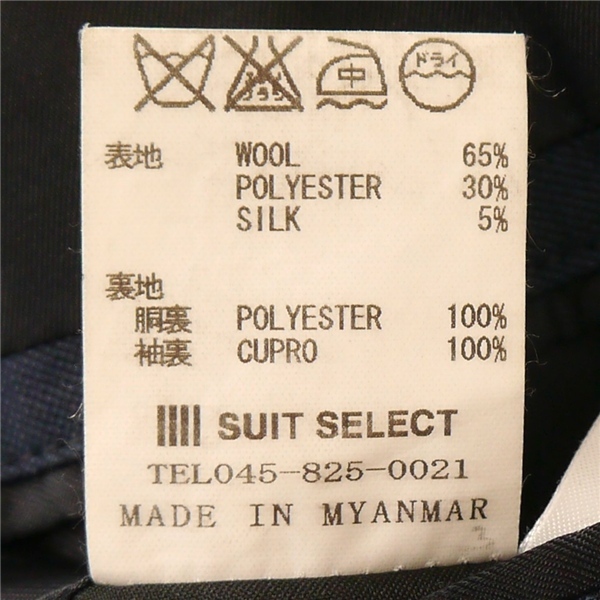 中 ドライ
表地 WOOL 65%
POLYESTER 30%
SILK 5%
裏地
胴裏 POLYESTER 100%
袖裏 CUPRO 100%
SUIT SELECT
TEL045-825-0021
MADE IN MYANMAR